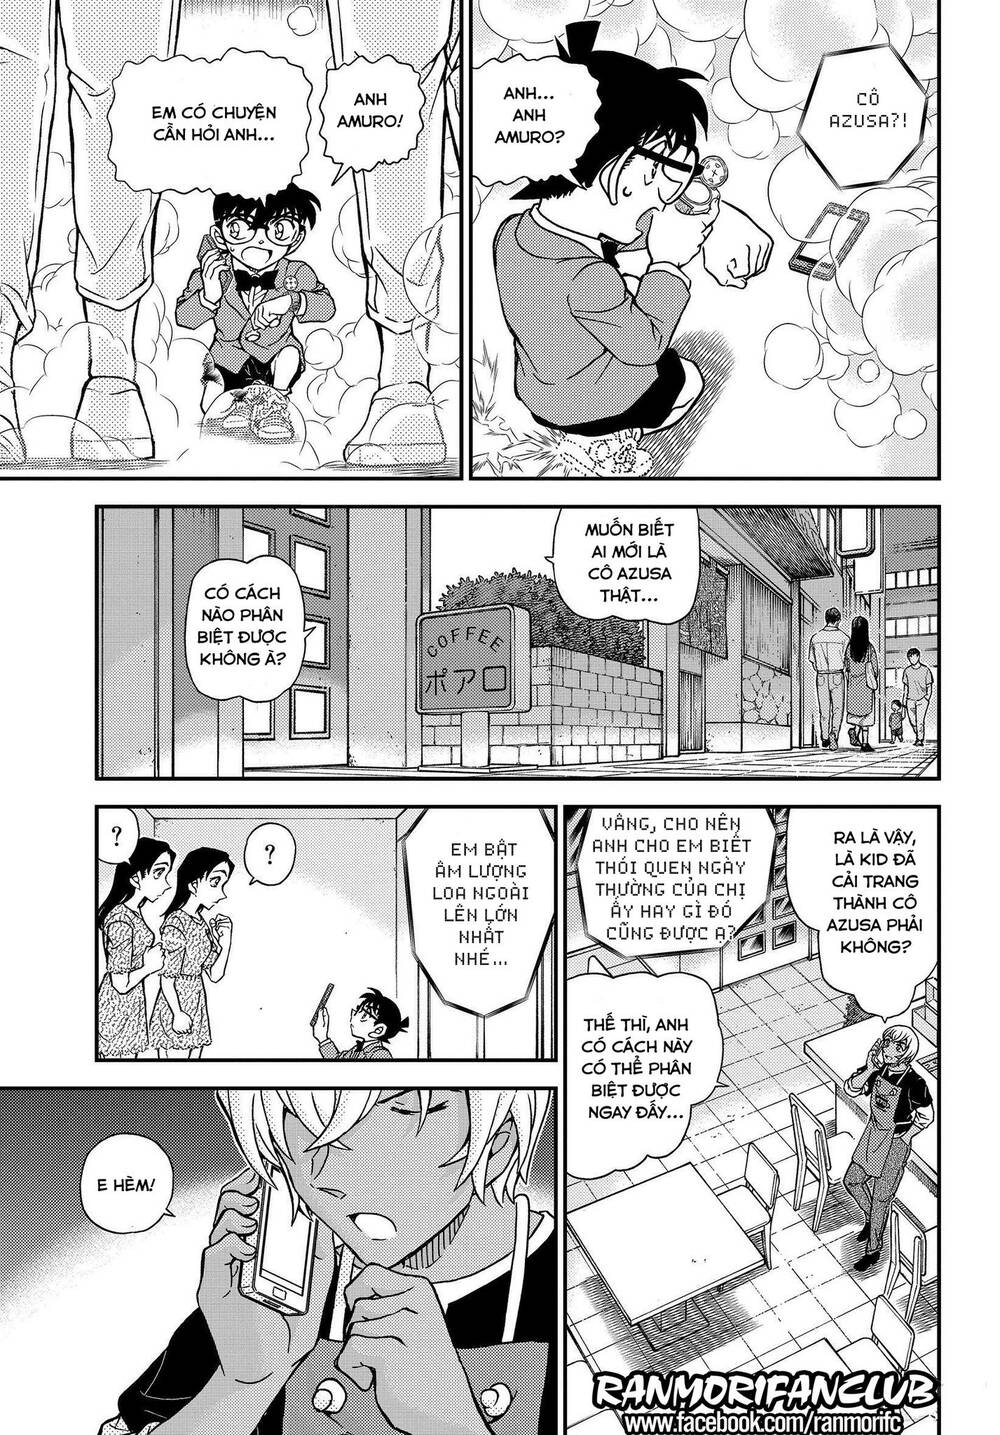 CÔ
AZUSA?!
ANH...
ANH
AMURO?
ANH
AMURO!
EM CÓ CHUYỆN
CẦN HỎI ANH...
MUỐN BIẾT
AI MỚI LÀ
CÔ AZUSA
THẬT...
CÓ CÁCH
NÀO PHÂN
BIỆT ĐƯỢC
KHÔNG À?
COFFEE
ポアロ
RA LÀ VẬY,
LÀ KID ĐÃ
CẢI TRANG
THÀNH CÔ
AZUSA PHẢI
KHÔNG?
VÂNG, CHO NÊN
ANH CHO EM BIẾT
THÓI QUEN NGÀY
THƯỜNG CỦA CHỊ
ẤY HAY GÌ ĐÓ
CŨNG ĐƯỢC Ạ?
THẾ THÌ, ANH
CÓ CÁCH NÀY
CÓ THỂ PHÂN
BIỆT ĐƯỢC
NGAY ĐẤY...
EM BẬT
ÂM LƯỢNG
LOA NGOÀI
LÊN LỚN
NHẤT
NHÉ...
?
?
E HÈM!
RANMORIFANCLUB
www.facebook.com/ranmorifc